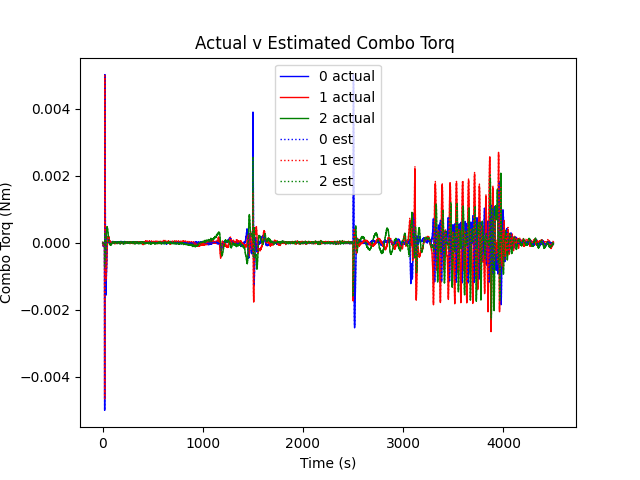 Actual v Estimated Combo Torq
0 actual
1 actual
2 actual
0 est
1 est
2 est
Combo Torq (Nm)
0.004
0.002
0.000
−0.002
−0.004
0
1000
2000
3000
4000
Time (s)